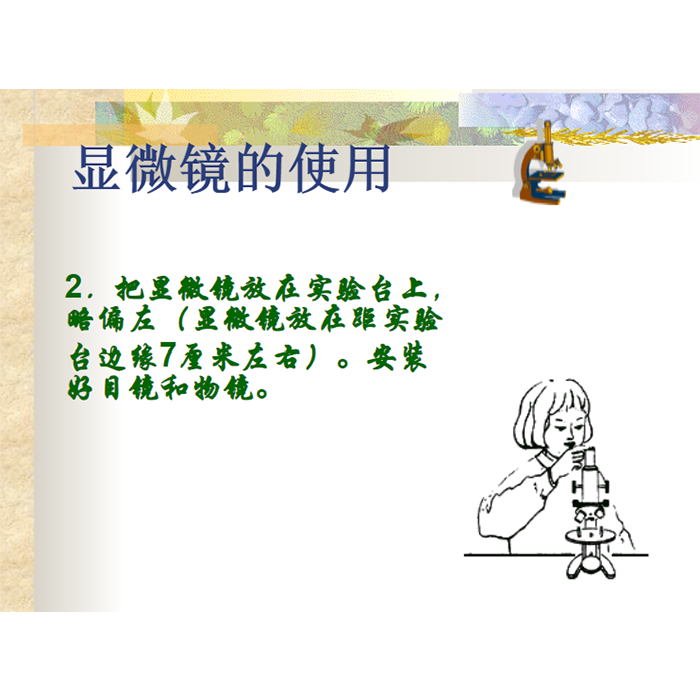 显微镜的使用
2．把显微镜放在实验台上，
略偏左（显微镜放在距实验
台边缘7厘米左右）。安装
好目镜和物镜。